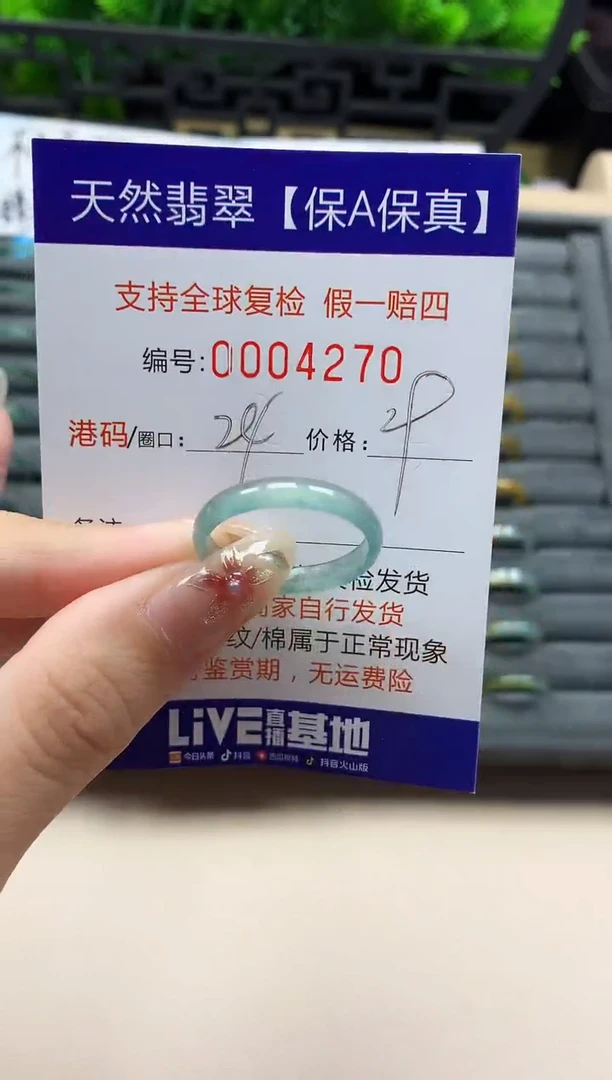 天然翡翠【保A保真】
支持全球复检 假一赔四
编号:0004270
港码/圈口: 24 价格:
检发货
商家自行发货
纹/棉属于正常现象
鉴赏期，无运费险
LiVE直播基地
今日头条 抖音 西瓜视频 抖音火山版